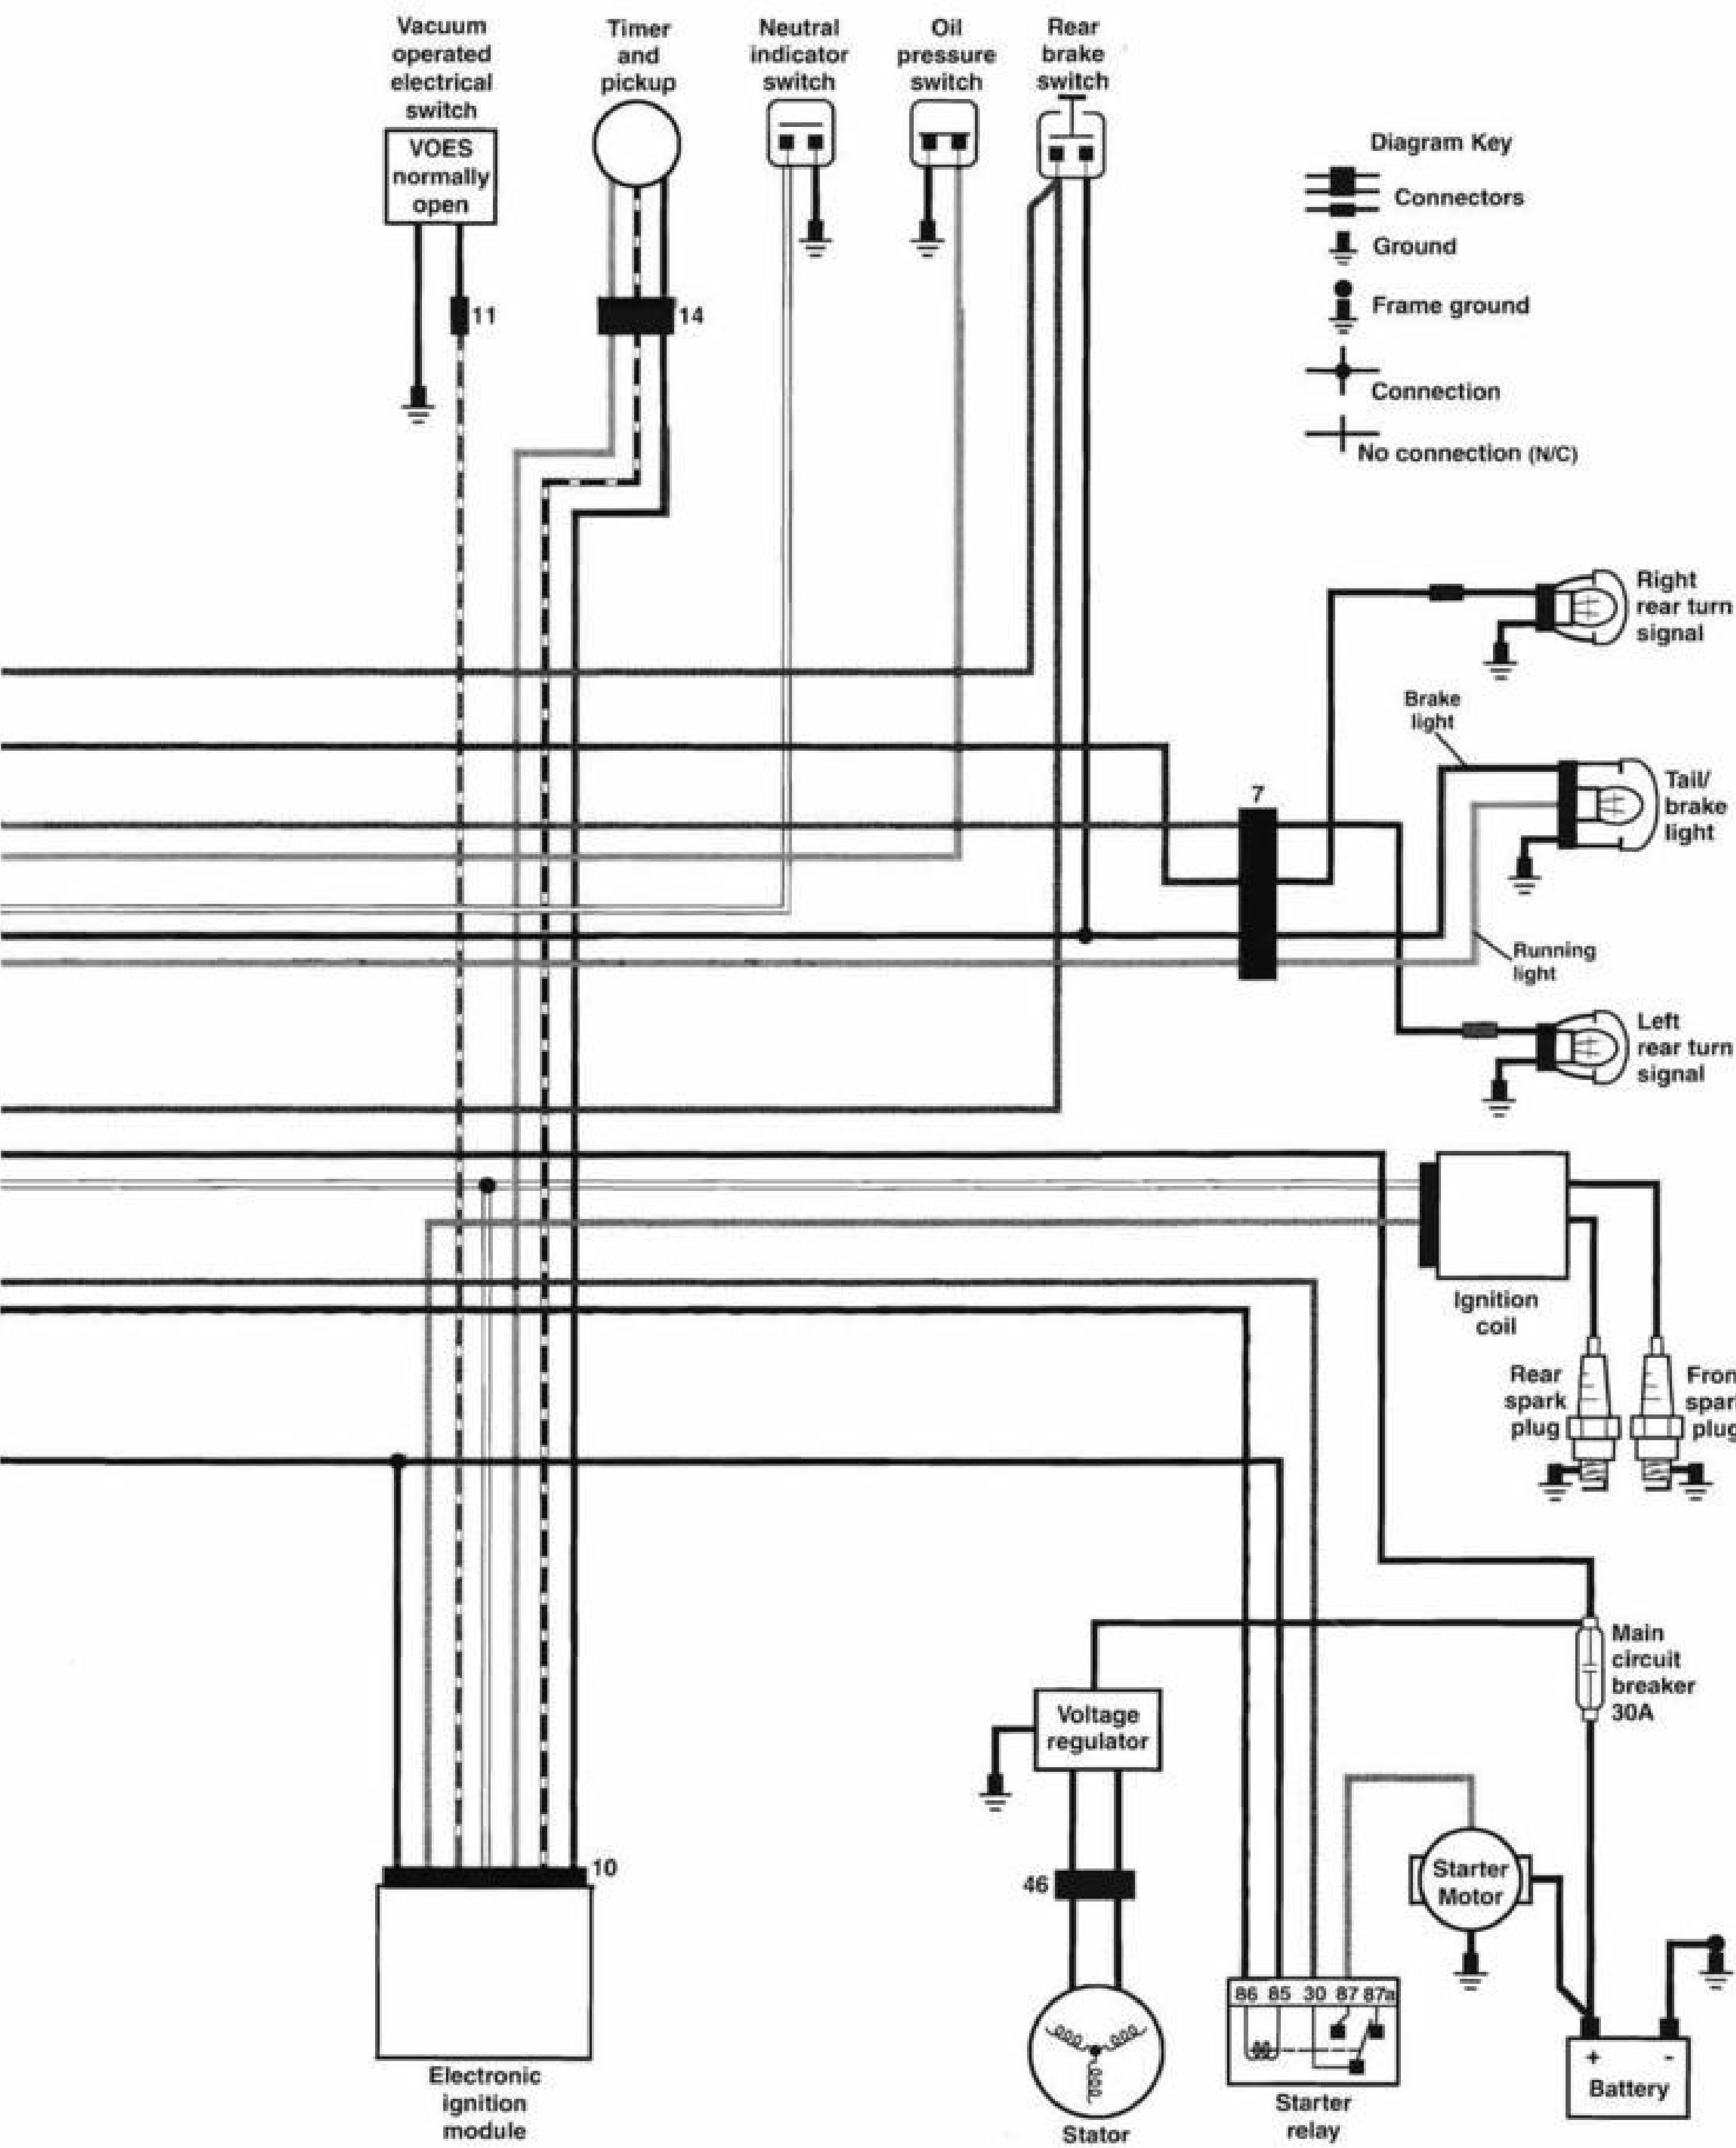 Vacuum
operated
electrical
switch
VOES
normally
open
11
Timer
and
pickup
14
Neutral
indicator
switch
Oil
pressure
switch
Rear
brake
switch
Diagram Key
Connectors
Ground
Frame ground
Connection
No connection (N/C)
Right
rear turn
signal
Brake
light
7
Tail/
brake
light
Running
light
Left
rear turn
signal
Ignition
coil
Rear
spark
plug
Fron
spar
plug
Main
circuit
breaker
30A
Voltage
regulator
46
Stator
10
Electronic
ignition
module
Starter
Motor
86 85 30 87 87a
Starter
relay
+ -
Battery